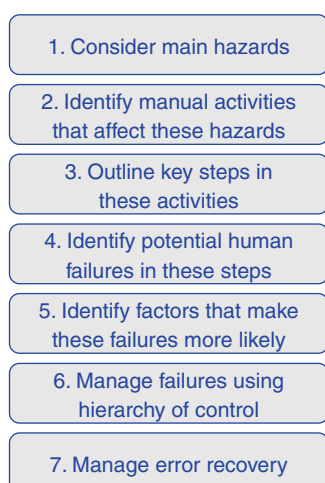 1. Consider main hazards
2. Identify manual activities
that affect these hazards
3. Outline key steps in
these activities
4. Identify potential human
failures in these steps
5. Identify factors that make
these failures more likely
6. Manage failures using
hierarchy of control
7. Manage error recovery